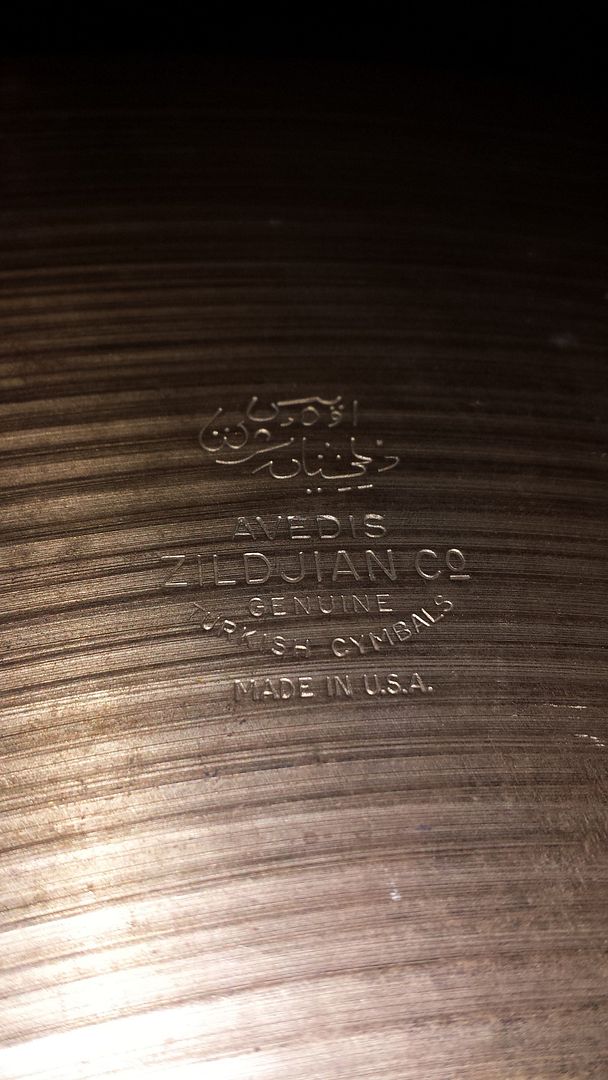 AVEDIS
ZILDJIAN Cº
GENUINE
TURKISH CYMBALS
MADE IN U.S.A.